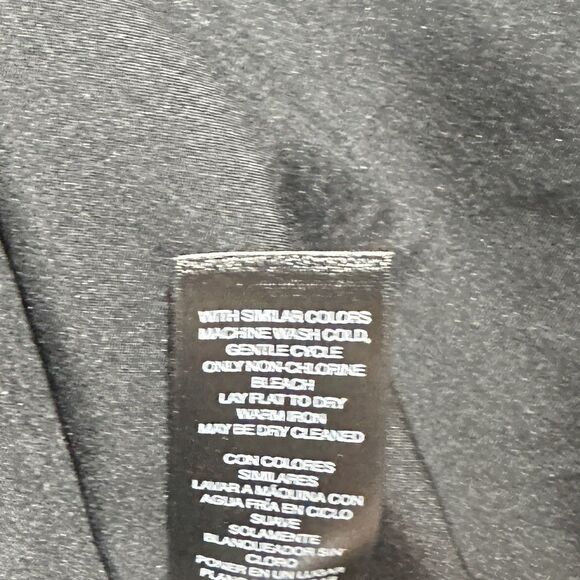 WITH SIMILAR COLORS
MACHINE WASH COLD,
GENTLE CYCLE
ONLY NON-CHLORINE
BLEACH
LAY FLAT TO DRY
WARM IRON
MAY BE DRY CLEANED
CON COLORES
SIMILARES
LAVAR A MÁQUINA CON
AGUA FRÍA EN CICLO
SUAVE
SOLAMENTE
BLANQUEADOR SIN
CLORO
PONER EN UN LUGAR